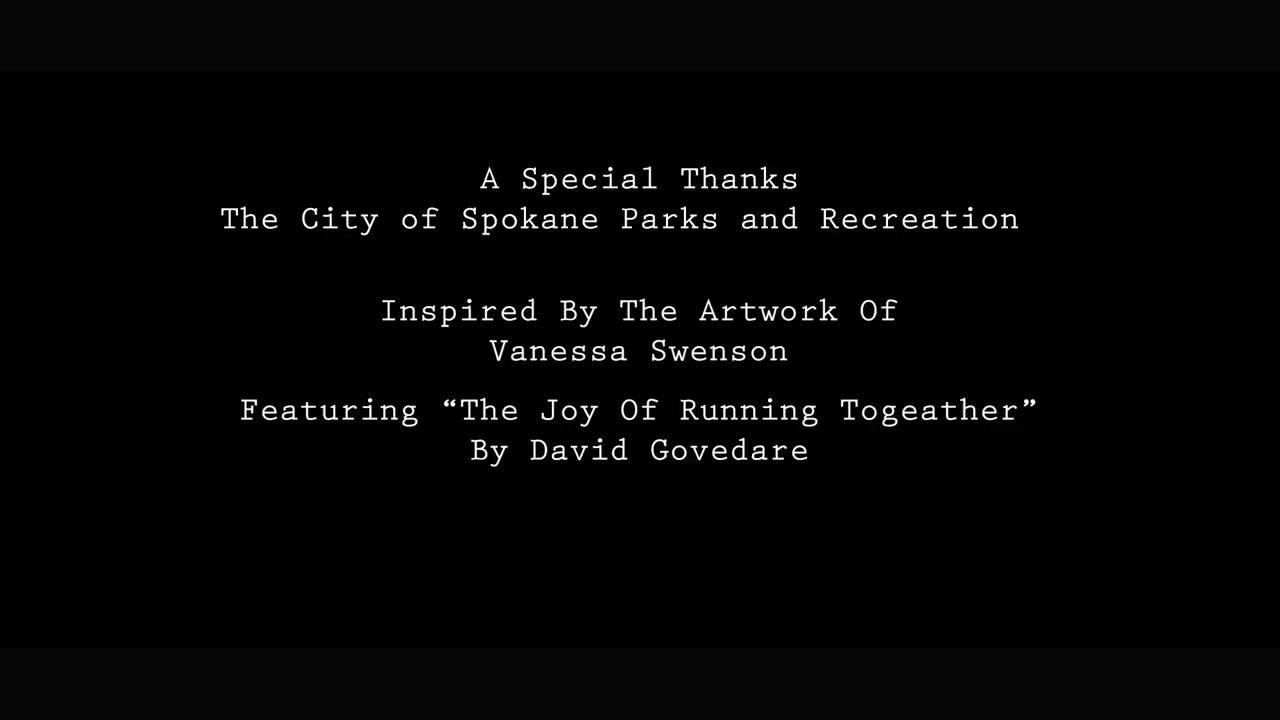 A Special Thanks
The City of Spokane Parks and Recreation
Inspired By The Artwork Of
Vanessa Swenson
Featuring “The Joy Of Running Togeather”
By David Govedare